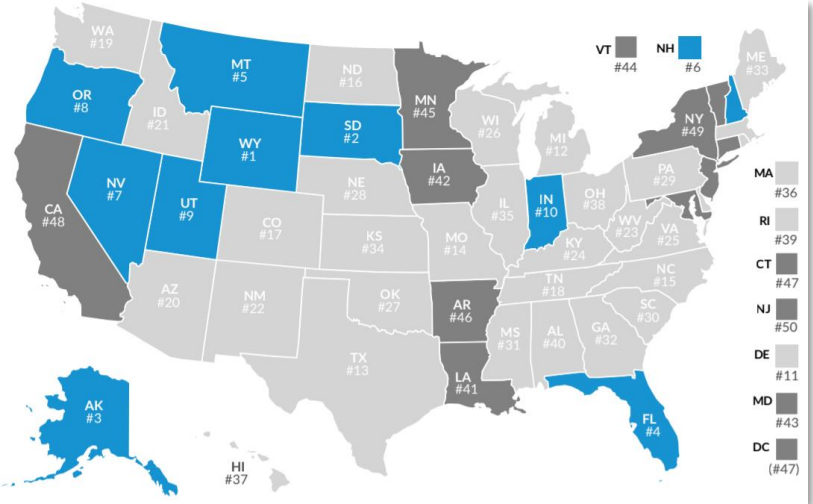 WA
#19
MT
#5
ND
#16
MN
#45
VT
#44
NH
#6
ME
#33
OR
#8
ID
#21
SD
#2
WI
#26
MI
#12
NY
#49
WY
#1
IA
#42
NE
#28
PA
#29
MA
#36
NV
#7
UT
#9
CO
#17
IL
#35
IN
#10
OH
#38
CA
#48
KS
#34
MO
#14
KY
#24
WV
#23
VA
#25
RI
#39
CT
#47
AZ
#20
NM
#22
OK
#27
AR
#46
TN
#18
NC
#15
SC
#30
NJ
#50
TX
#13
LA
#41
MS
#31
AL
#40
GA
#32
DE
#11
AK
#3
FL
#4
MD
#43
HI
#37
DC
(#47)